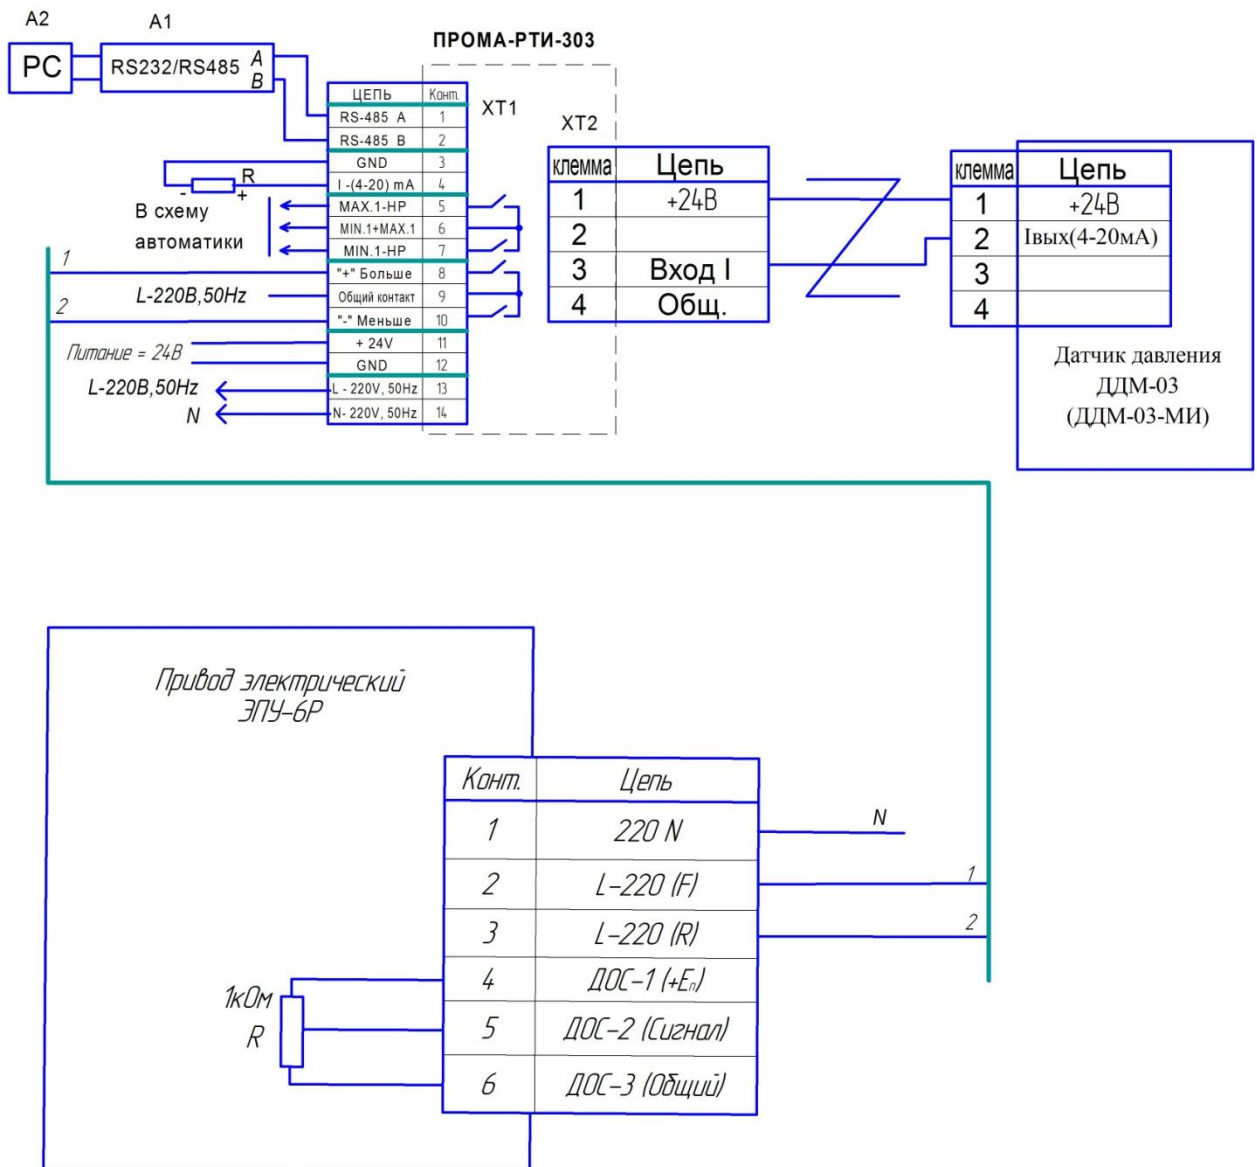 A2
A1
ПРОМА-РТИ-303
PC
RS232/RS485
A
B
ЦЕПЬ Конт.
RS-485 A 1
RS-485 B 2
GND 3
I -(4-20) mA 4
MAX.1-HP 5
MIN.1+MAX.1 6
MIN.1-HP 7
"+" Больше 8
Общий контакт 9
"-" Меньше 10
+ 24V 11
GND 12
L - 220V, 50Hz 13
N- 220V, 50Hz 14
XT1
R
- +
В схему
автоматики
1
L-220В,50Hz
2
Питание = 24В
L-220В,50Hz
N
XT2
клемма Цепь
1 +24В
2
3 Вход I
4 Общ.
клемма Цепь
1 +24В
2 Iвых(4-20мА)
3
4
Датчик давления
ДДМ-03
(ДДМ-03-МИ)
Привод электрический
ЭПУ-6Р
Конт. Цепь
1 220 N
2 L-220 (F)
3 L-220 (R)
4 ДОС-1 (+Eп)
5 ДОС-2 (Сигнал)
6 ДОС-3 (Общий)
N
1
2
1кОм
R